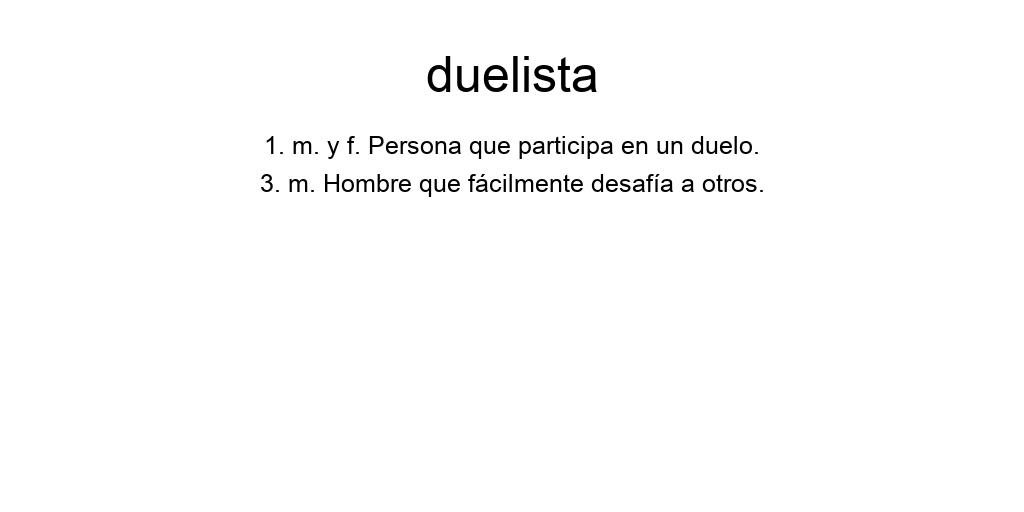 duelista
1. m. y f. Persona que participa en un duelo.
3. m. Hombre que fácilmente desafía a otros.